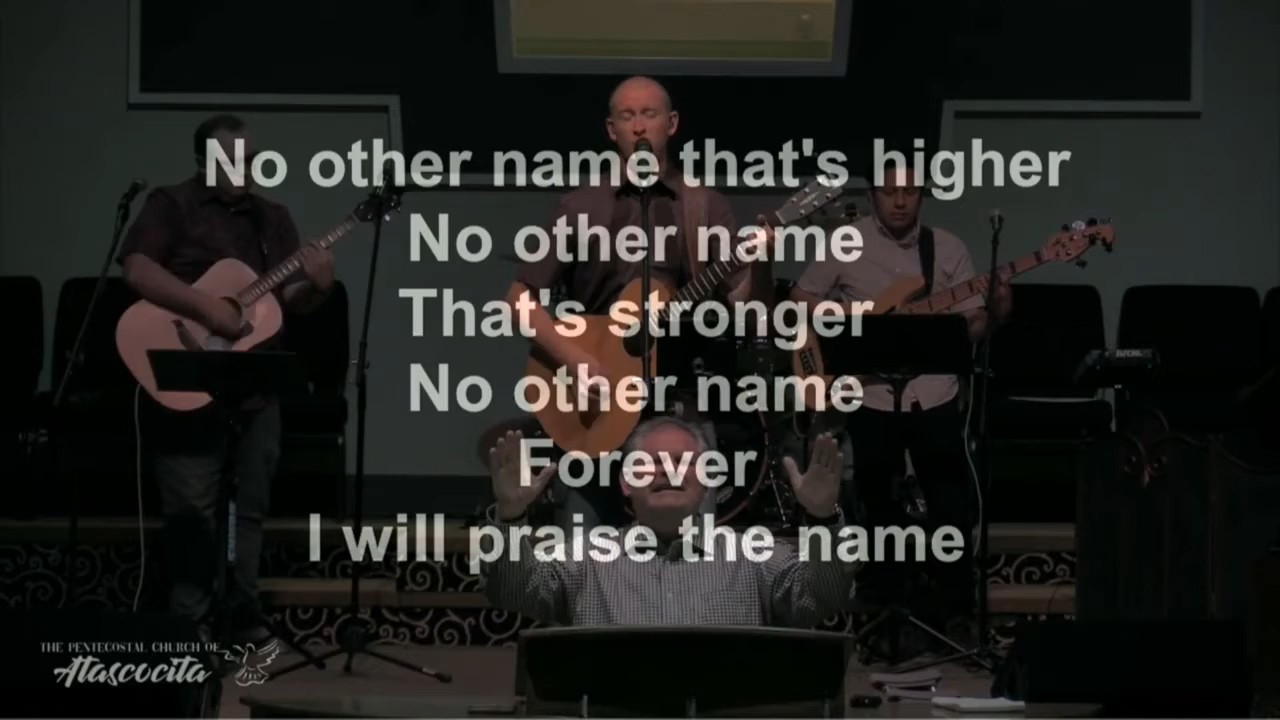 No other name that's higher
No other name
That's stronger
No other name
Forever
I will praise the name
THE PENTECOSTAL CHURCH OF
Atascocita